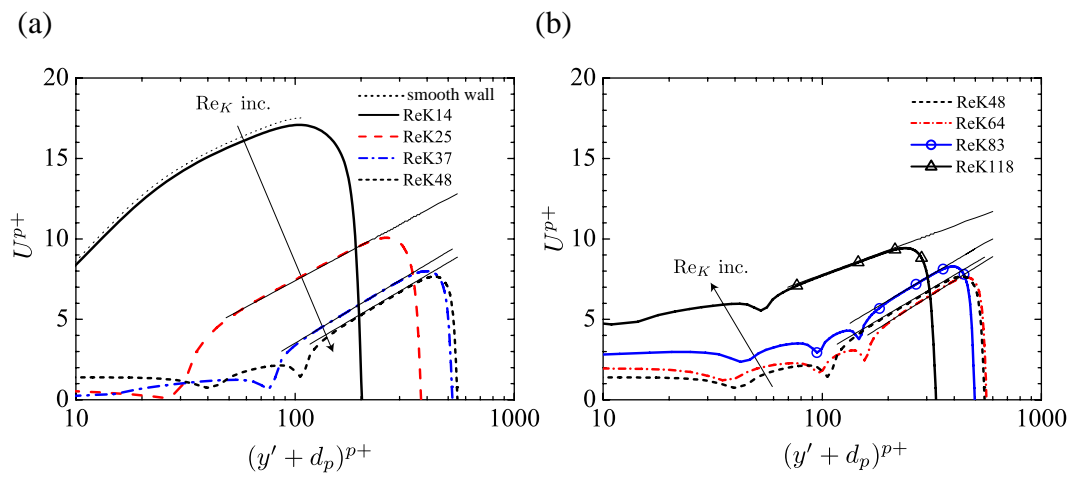 (a)
20
15
10
5
0
10
100
1000
U^{p+}
(y′ + d_p)^{p+}
Re_K inc.
smooth wall
ReK14
ReK25
ReK37
ReK48
(b)
20
15
10
5
0
10
100
1000
U^{p+}
(y′ + d_p)^{p+}
Re_K inc.
ReK48
ReK64
ReK83
ReK118